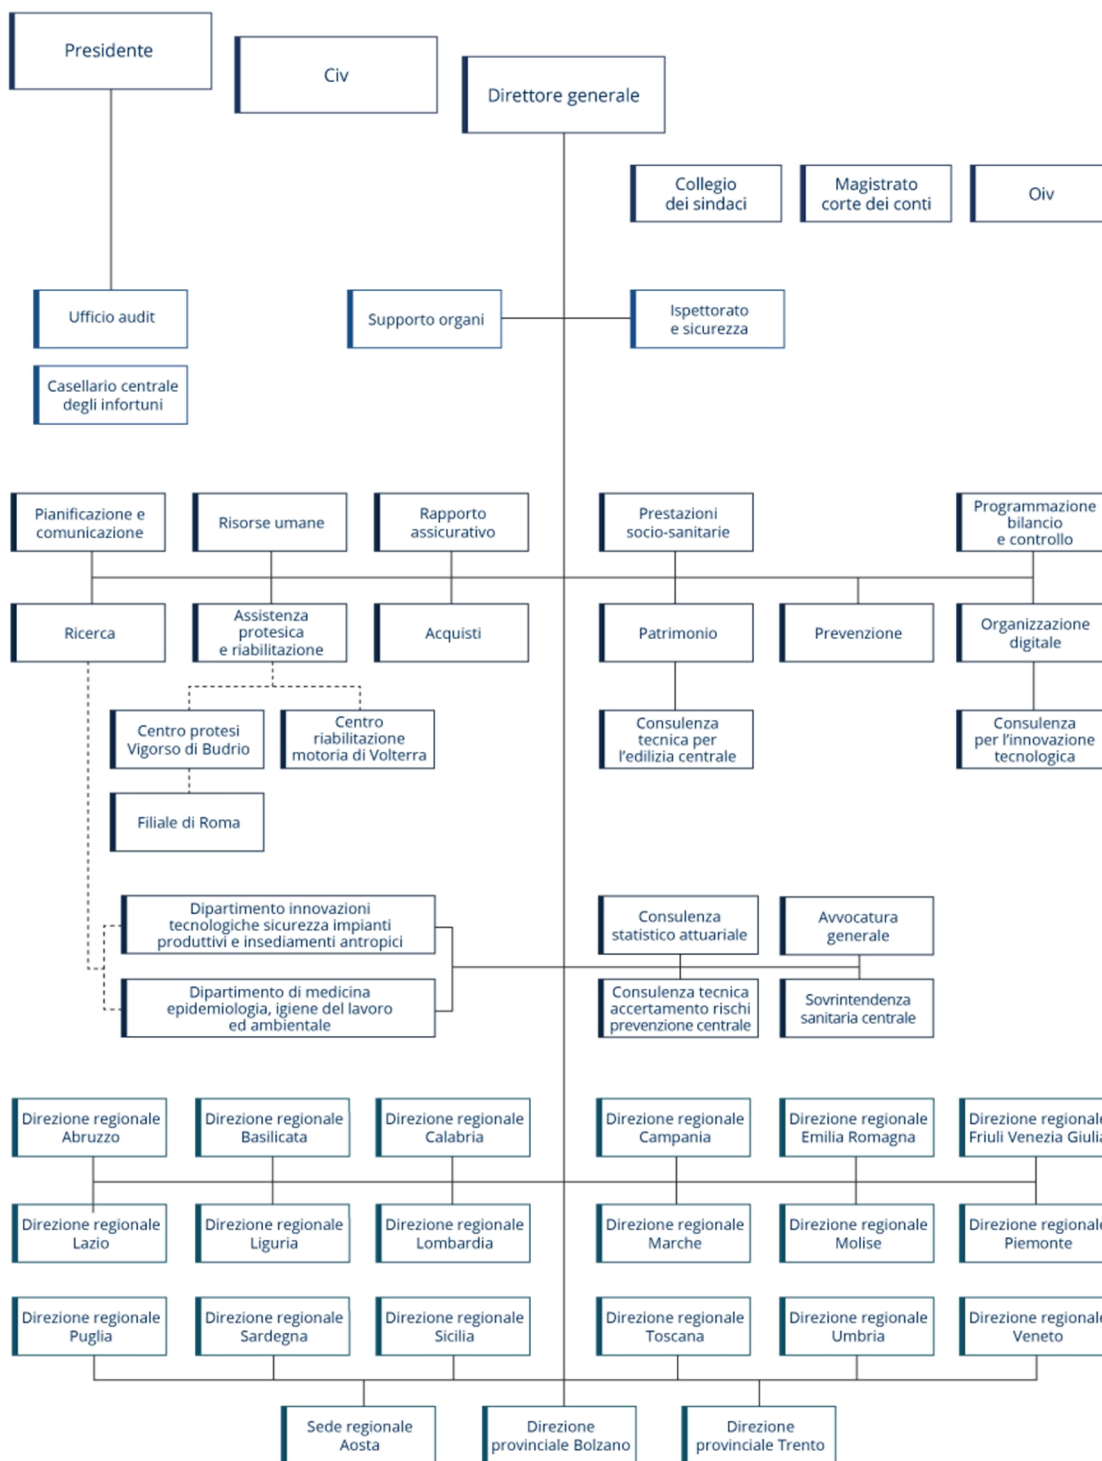 Presidente
Civ
Direttore generale
Collegio
dei sindaci
Magistrato
corte dei conti
Oiv
Ufficio audit
Supporto organi
Ispettorato
e sicurezza
Casellario centrale
degli infortuni
Pianificazione e
comunicazione
Risorse umane
Rapporto
assicurativo
Prestazioni
socio-sanitarie
Programmazione
bilancio
e controllo
Ricerca
Assistenza
protesica
e riabilitazione
Acquisti
Patrimonio
Prevenzione
Organizzazione
digitale
Centro protesi
Vigorso di Budrio
Centro
riabilitazione
motoria di Volterra
Consulenza
tecnica per
l’edilizia centrale
Consulenza
per l’innovazione
tecnologica
Filiale di Roma
Dipartimento innovazioni
tecnologiche sicurezza impianti
produttivi e insediamenti antropici
Consulenza
statistico attuariale
Avvocatura
generale
Dipartimento di medicina
epidemiologia, igiene del lavoro
ed ambientale
Consulenza tecnica
accertamento rischi
prevenzione centrale
Sovrintendenza
sanitaria centrale
Direzione regionale
Abruzzo
Direzione regionale
Basilicata
Direzione regionale
Calabria
Direzione regionale
Campania
Direzione regionale
Emilia Romagna
Direzione regionale
Friuli Venezia Giulia
Direzione regionale
Lazio
Direzione regionale
Liguria
Direzione regionale
Lombardia
Direzione regionale
Marche
Direzione regionale
Molise
Direzione regionale
Piemonte
Direzione regionale
Puglia
Direzione regionale
Sardegna
Direzione regionale
Sicilia
Direzione regionale
Toscana
Direzione regionale
Umbria
Direzione regionale
Veneto
Sede regionale
Aosta
Direzione
provinciale Bolzano
Direzione
provinciale Trento